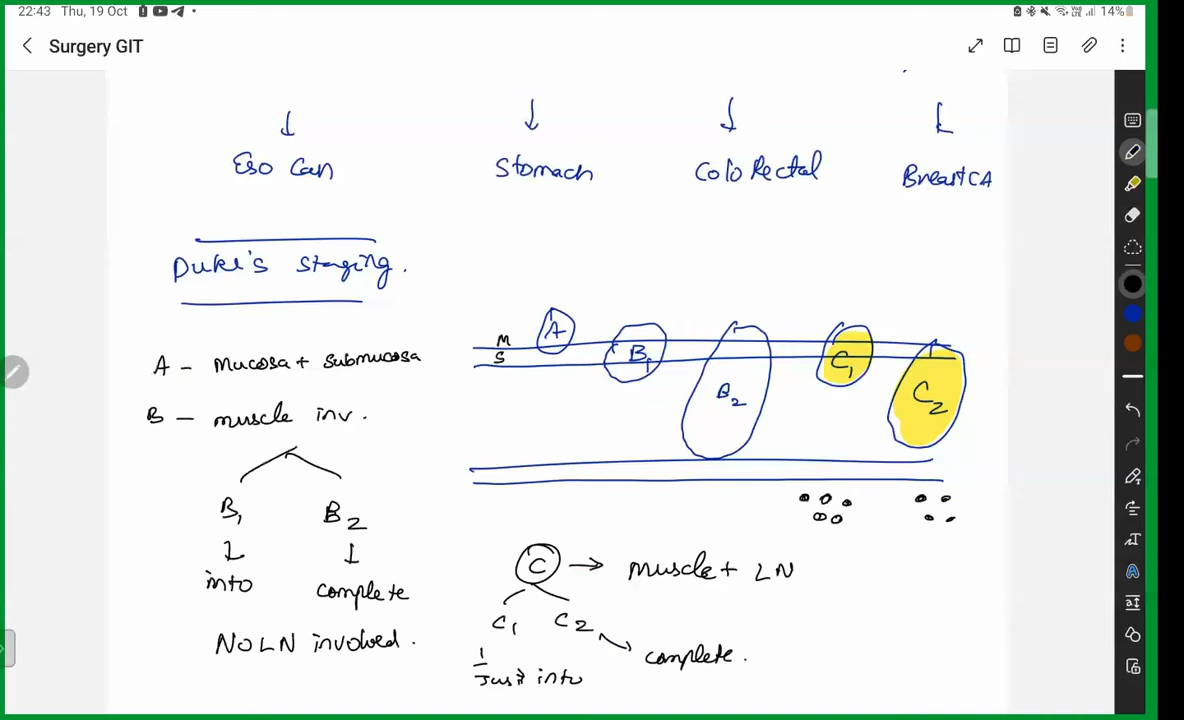 22:43 Thu, 19 Oct
14%
Surgery GIT
Eso Can
Stomach
Colo Rectal
Breast CA
Duke's Staging.
A - Mucosa + submucosa
B - muscle inv.
B1
B2
into
complete
NO LN involved.
M
S
A
B1
B2
C1
C2
C → muscle + LN
C1
C2
Just into
complete.